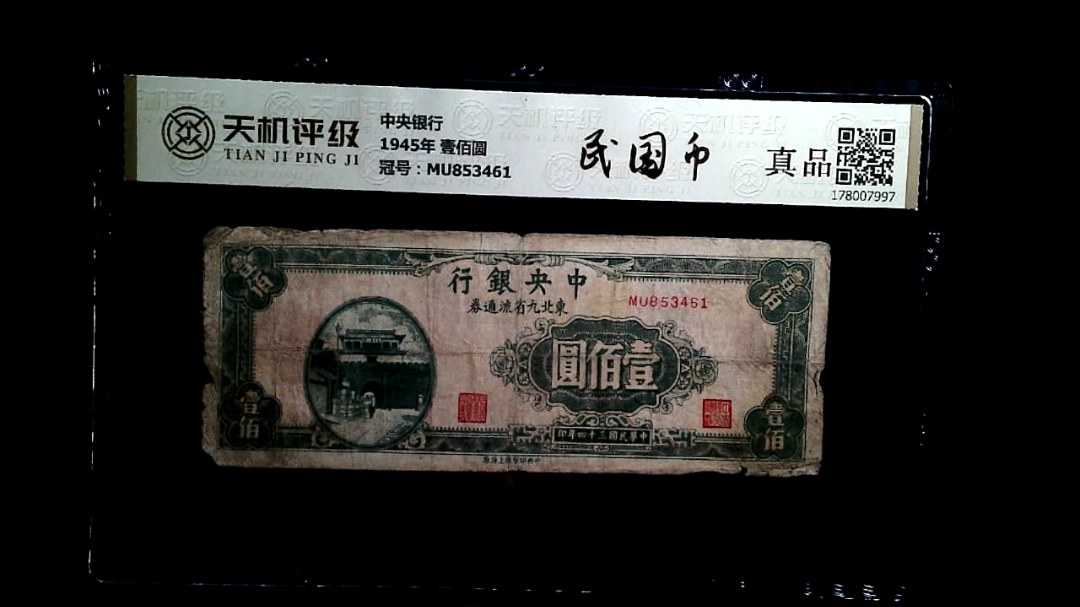 天机评级
TIAN JI PING JI
中央银行
1945年 壹佰圆
冠号：MU853461
民国币
真品
178007997
行銀央中
券通流省九北東
MU853461
壹佰
壹佰
圓佰壹
壹佰
壹佰
印年四十三國民華中